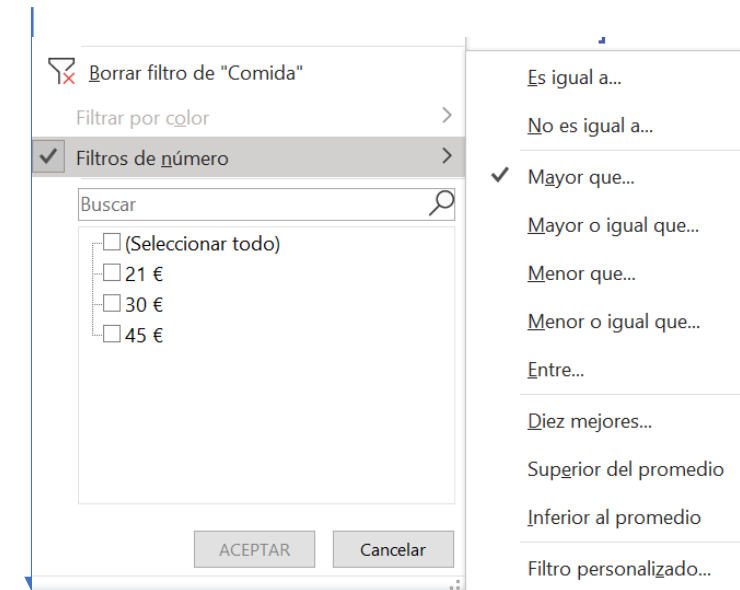 Borrar filtro de "Comida"
Filtrar por color
Filtros de número
Buscar
(Seleccionar todo)
21 €
30 €
45 €
ACEPTAR
Cancelar
Es igual a...
No es igual a...
Mayor que...
Mayor o igual que...
Menor que...
Menor o igual que...
Entre...
Diez mejores...
Superior del promedio
Inferior al promedio
Filtro personalizado...